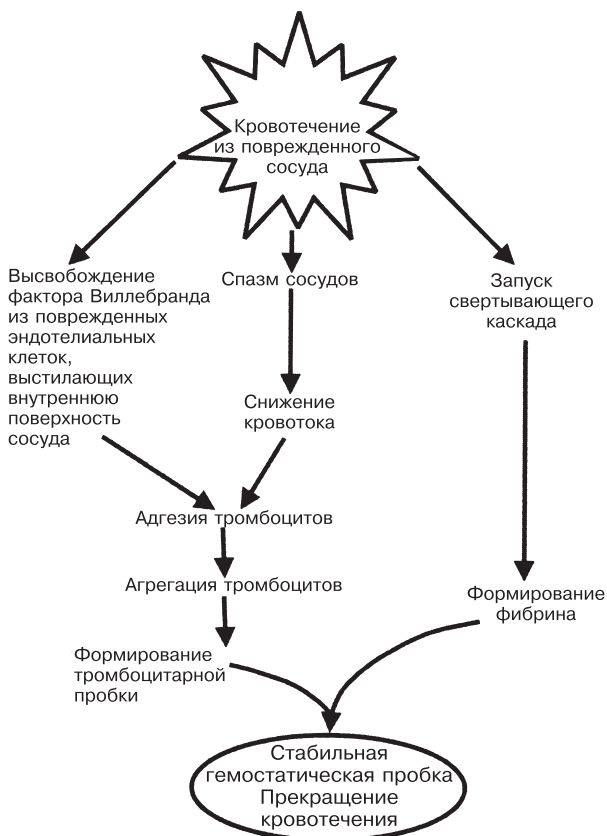 Кровотечение
из поврежденного
сосуда
Высвобождение
фактора Виллебранда
из поврежденных
эндотелиальных
клеток,
выстилающих
внутреннюю
поверхность
сосуда
Спазм сосудов
Запуск
свертывающего
каскада
Снижение
кровотока
Адгезия тромбоцитов
Агрегация тромбоцитов
Формирование
тромбоцитарной
пробки
Формирование
фибрина
Стабильная
гемостатическая пробка
Прекращение
кровотечения